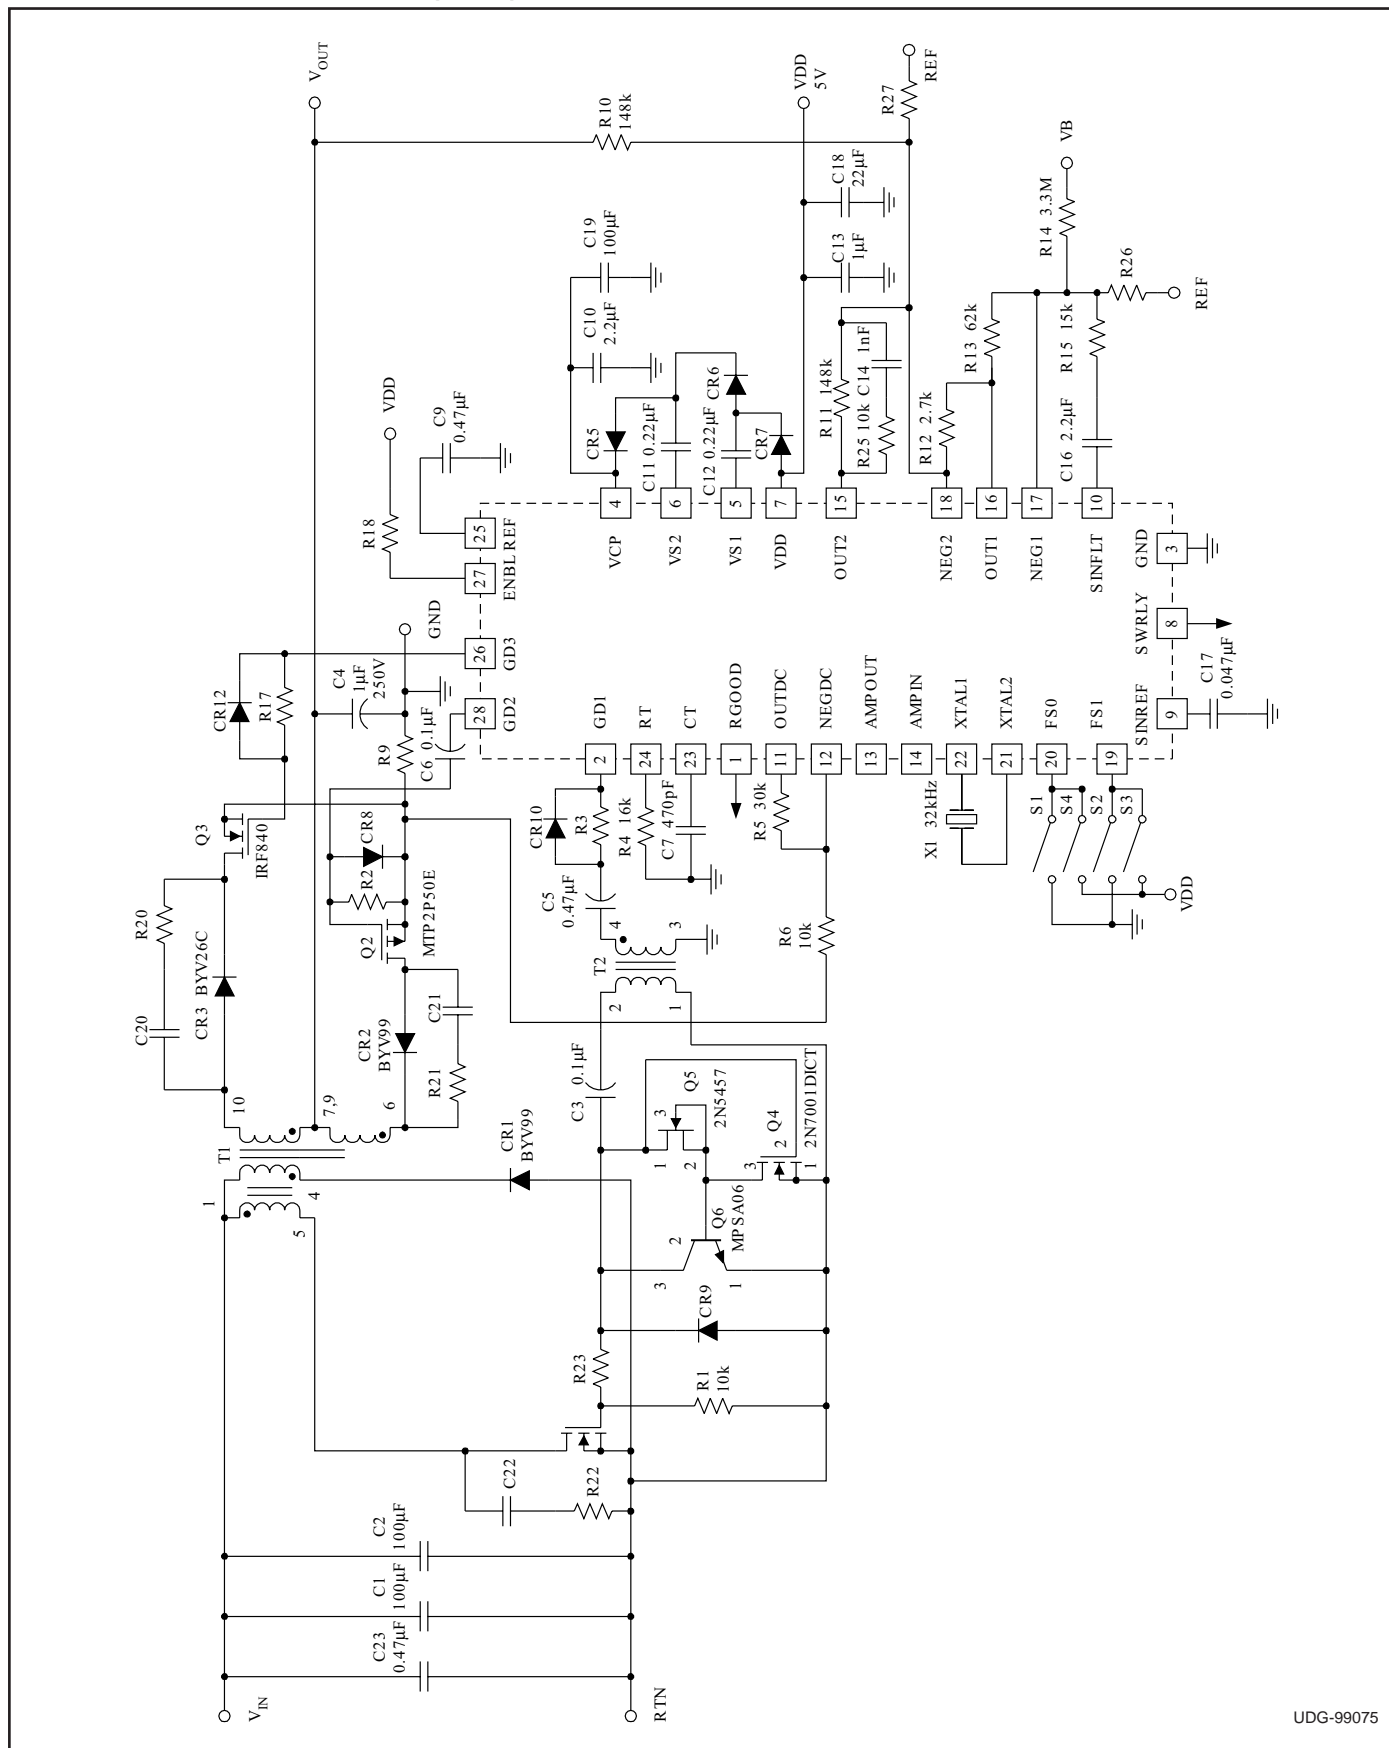 V_OUT
R10
148k
REF
R27
VDD
5V
C19
100µF
C10
2.2µF
C18
22µF
C13
1µF
VB
R14 3.3M
R26
REF
VDD
C9
0.47µF
R18
CR5
C11 0.22µF
CR6
C12 0.22µF
CR7
R11 148k
R25 10k
C14 1nF
R12 2.7k
R13 62k
R15 15k
C16 2.2µF
25
REF
27
ENBL
4
VCP
6
VS2
5
VS1
7
VDD
15
OUT2
18
NEG2
16
OUT1
17
NEG1
10
SINFLT
3
GND
8
SWRLY
9
SINREF
C17
0.047µF
GND
26
GD3
28
GD2
C4
1µF
250V
CR12
R17
R9
C6 0.1µF
2
GD1
24
RT
23
CT
1
RGOOD
11
OUTDC
12
NEGDC
13
AMPOUT
14
AMPIN
22
XTAL1
21
XTAL2
20
FS0
19
FS1
Q3
IRF840
CR8
R2
Q2
MTP2P50E
CR10
R3
R4 16k
C7 470pF
R5 30k
X1 32kHz
S1
S4
S2
S3
VDD
R20
C20
CR3 BYV26C
CR2
BYV99
C21
R21
C5
0.47µF
4
3
T2
2
1
R6
10k
10
7,9
6
T1
1
4
5
CR1
BYV99
C3 0.1µF
Q5
2N5457
3
1
2
Q4
2N7001DICT
3
2
1
Q6
MPSA06
2
3
1
CR9
R23
R1
10k
C22
R22
C2
100µF
C1
100µF
C23
0.47µF
V_IN
RTN
UDG-99075